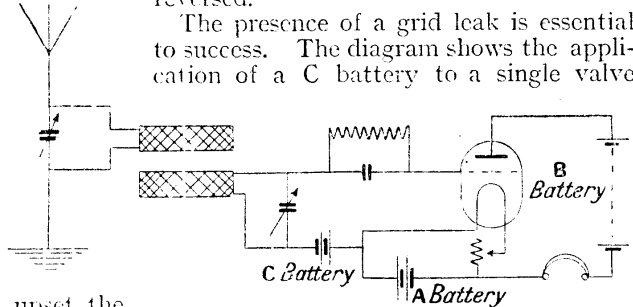 reversed.
The presence of a grid leak is essential
to success. The diagram shows the appli-
cation of a C battery to a single valve
B
Battery
C Battery
A Battery
upset the